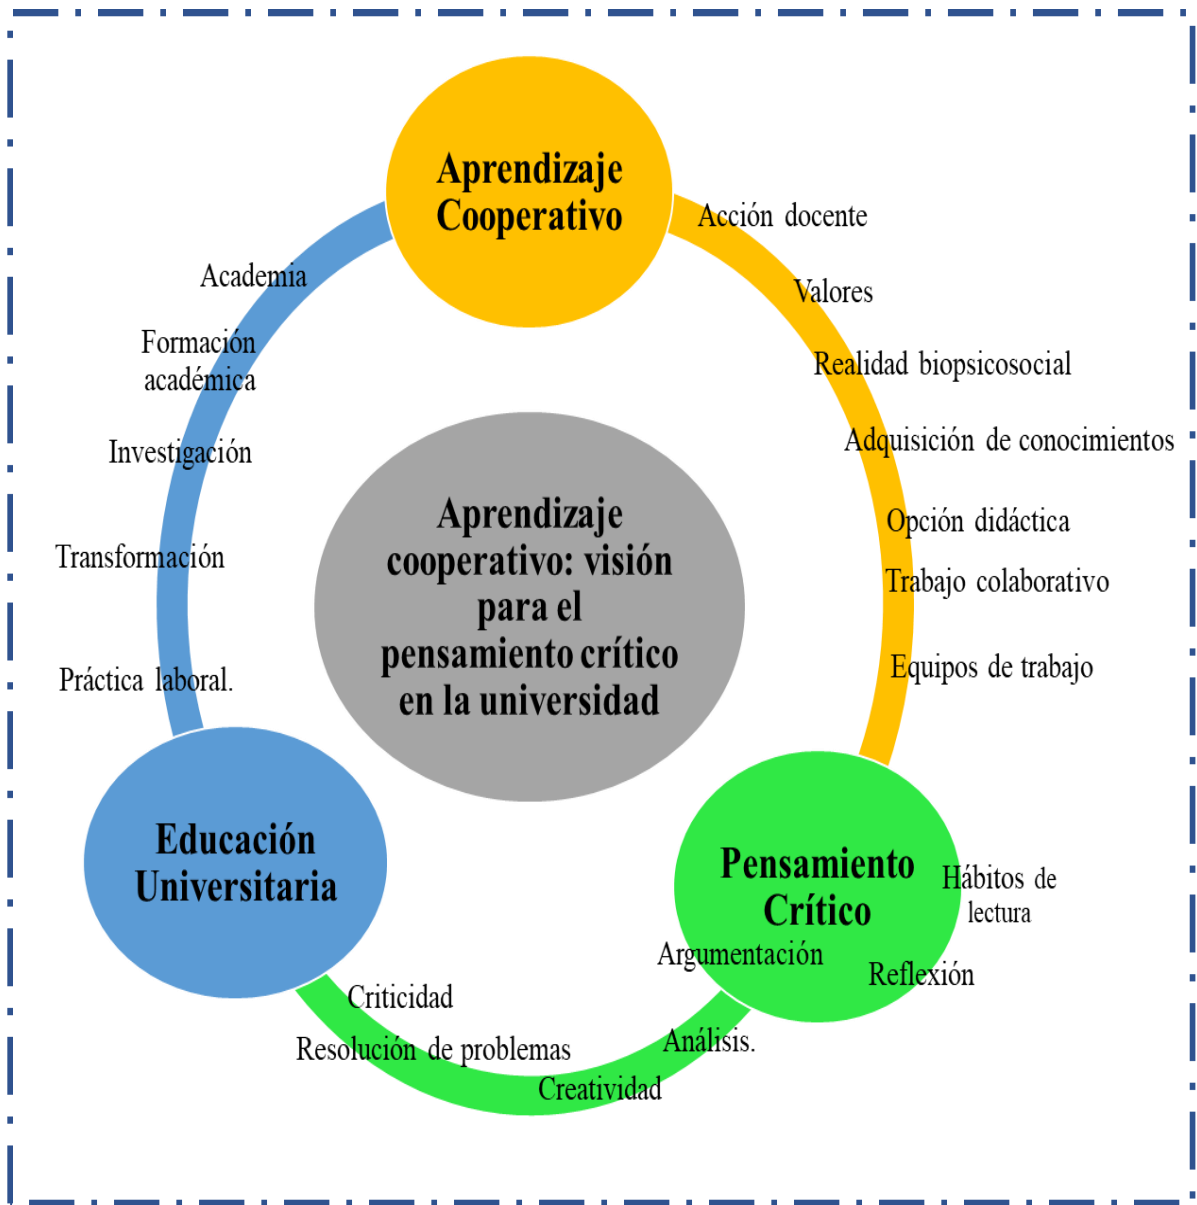 Aprendizaje
Cooperativo
Acción docente
Valores
Realidad biopsicosocial
Adquisición de conocimientos
Opción didáctica
Trabajo colaborativo
Equipos de trabajo
Academia
Formación
académica
Investigación
Transformación
Práctica laboral.
Aprendizaje
cooperativo: visión
para el
pensamiento crítico
en la universidad
Educación
Universitaria
Pensamiento
Crítico
Hábitos de
lectura
Argumentación
Reflexión
Criticidad
Resolución de problemas
Análisis.
Creatividad